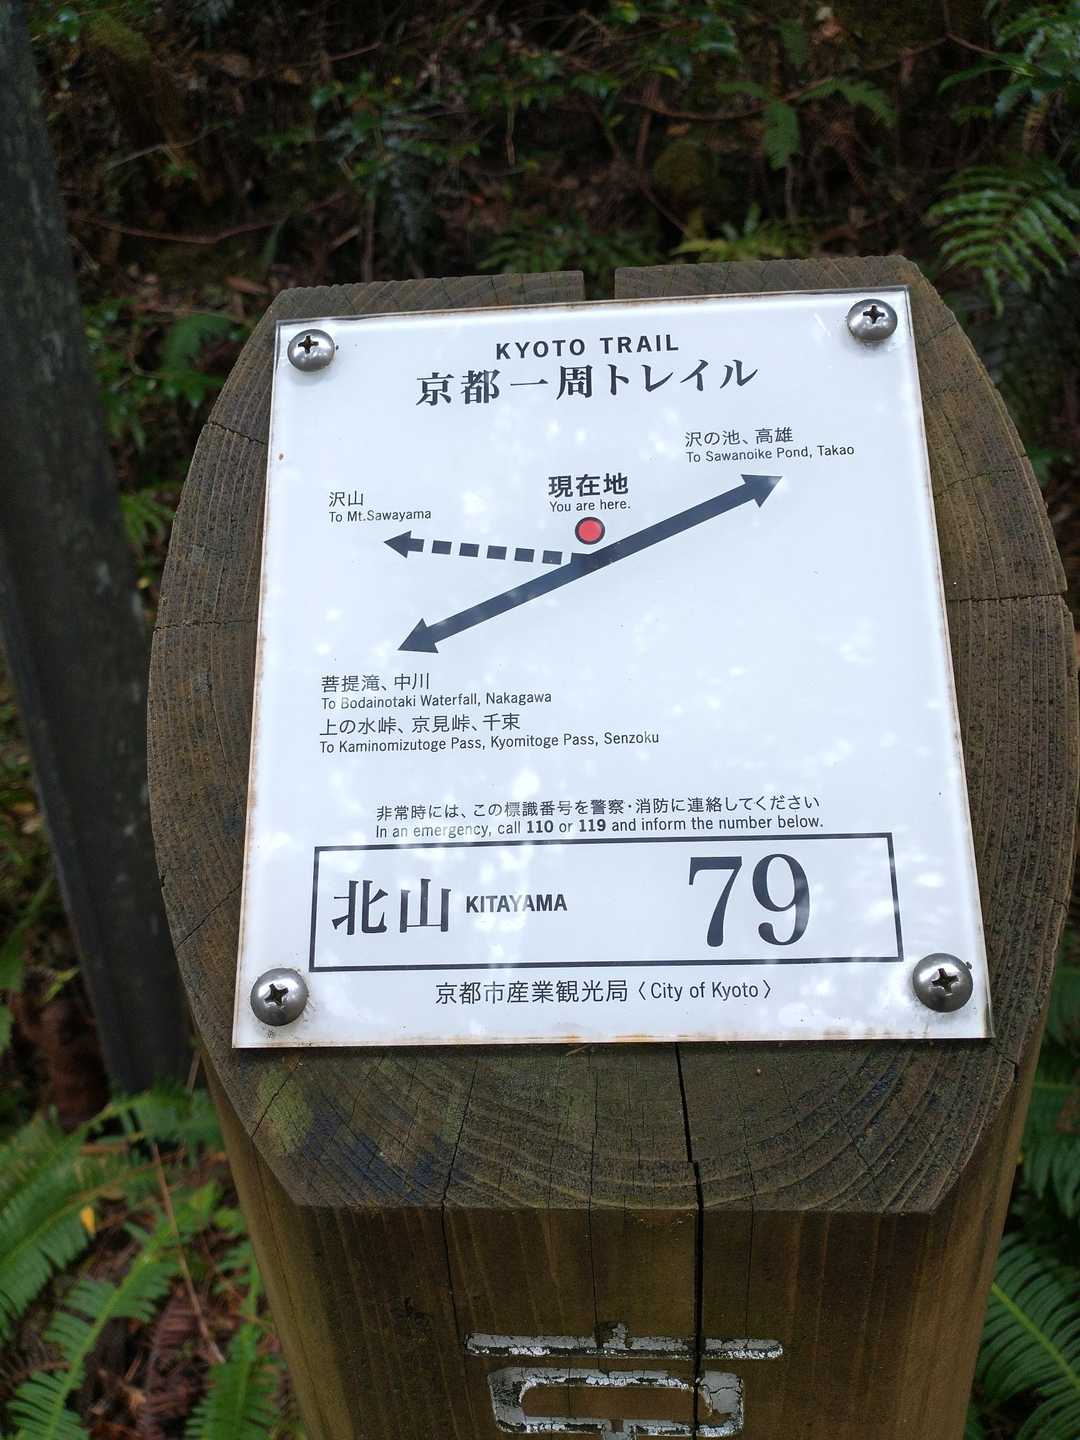 KYOTO TRAIL
京都一周トレイル
沢の池、高雄
To Sawanoike Pond, Takao
現在地
You are here.
沢山
To Mt.Sawayama
菩提滝、中川
To Bodainotaki Waterfall, Nakagawa
上の水峠、京見峠、千束
To Kaminomizutoge Pass, Kyomitoge Pass, Senzoku
非常時には、この標識番号を警察・消防に連絡してください
In an emergency, call 110 or 119 and inform the number below.
北山 KITAYAMA 79
京都市産業観光局〈City of Kyoto〉